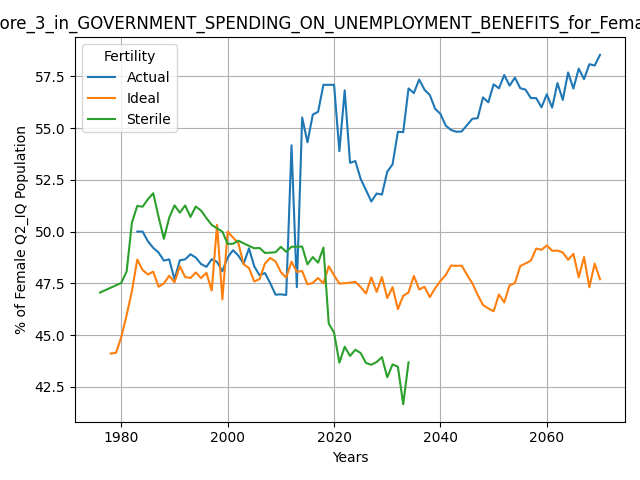 ore_3_in_GOVERNMENT_SPENDING_ON_UNEMPLOYMENT_BENEFITS_for_Fema
Fertility
Actual
Ideal
Sterile
% of Female Q2_IQ Population
57.5
55.0
52.5
50.0
47.5
45.0
42.5
1980
2000
2020
2040
2060
Years